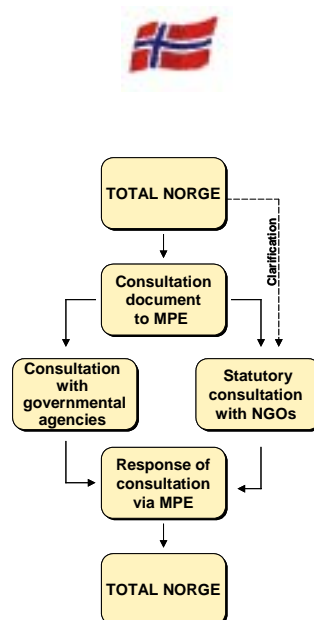 TOTAL NORGE
Clarification
Consultation
document
to MPE
Consultation
with
governmental
agencies
Statutory
consultation
with NGOs
Response of
consultation
via MPE
TOTAL NORGE